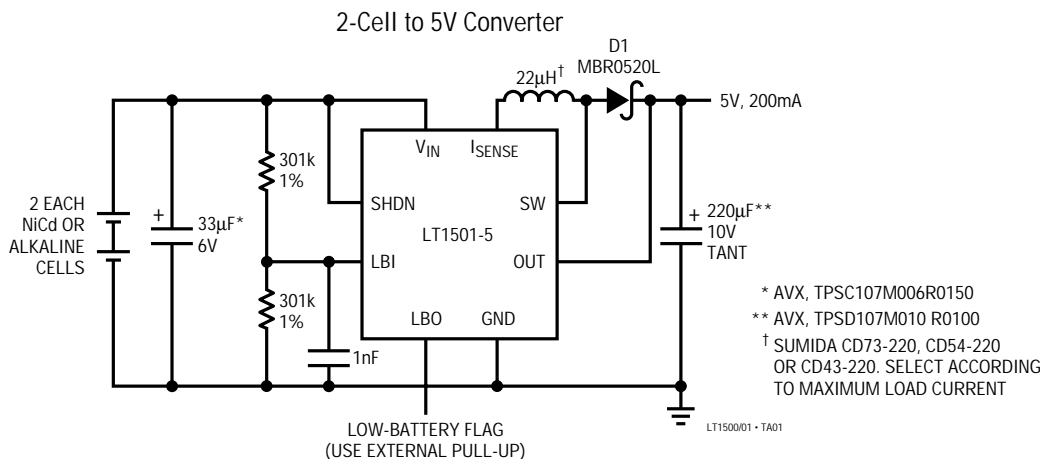 2-Cell to 5V Converter
D1
MBR0520L
22µH†
5V, 200mA
VIN
ISENSE
301k
1%
SHDN
SW
2 EACH
NiCd OR
ALKALINE
CELLS
+
33µF*
6V
LT1501-5
+
220µF**
10V
TANT
LBI
OUT
301k
1%
LBO
GND
1nF
* AVX, TPSC107M006R0150
** AVX, TPSD107M010 R0100
† SUMIDA CD73-220, CD54-220
OR CD43-220. SELECT ACCORDING
TO MAXIMUM LOAD CURRENT
LOW-BATTERY FLAG
(USE EXTERNAL PULL-UP)
LT1500/01 • TA01